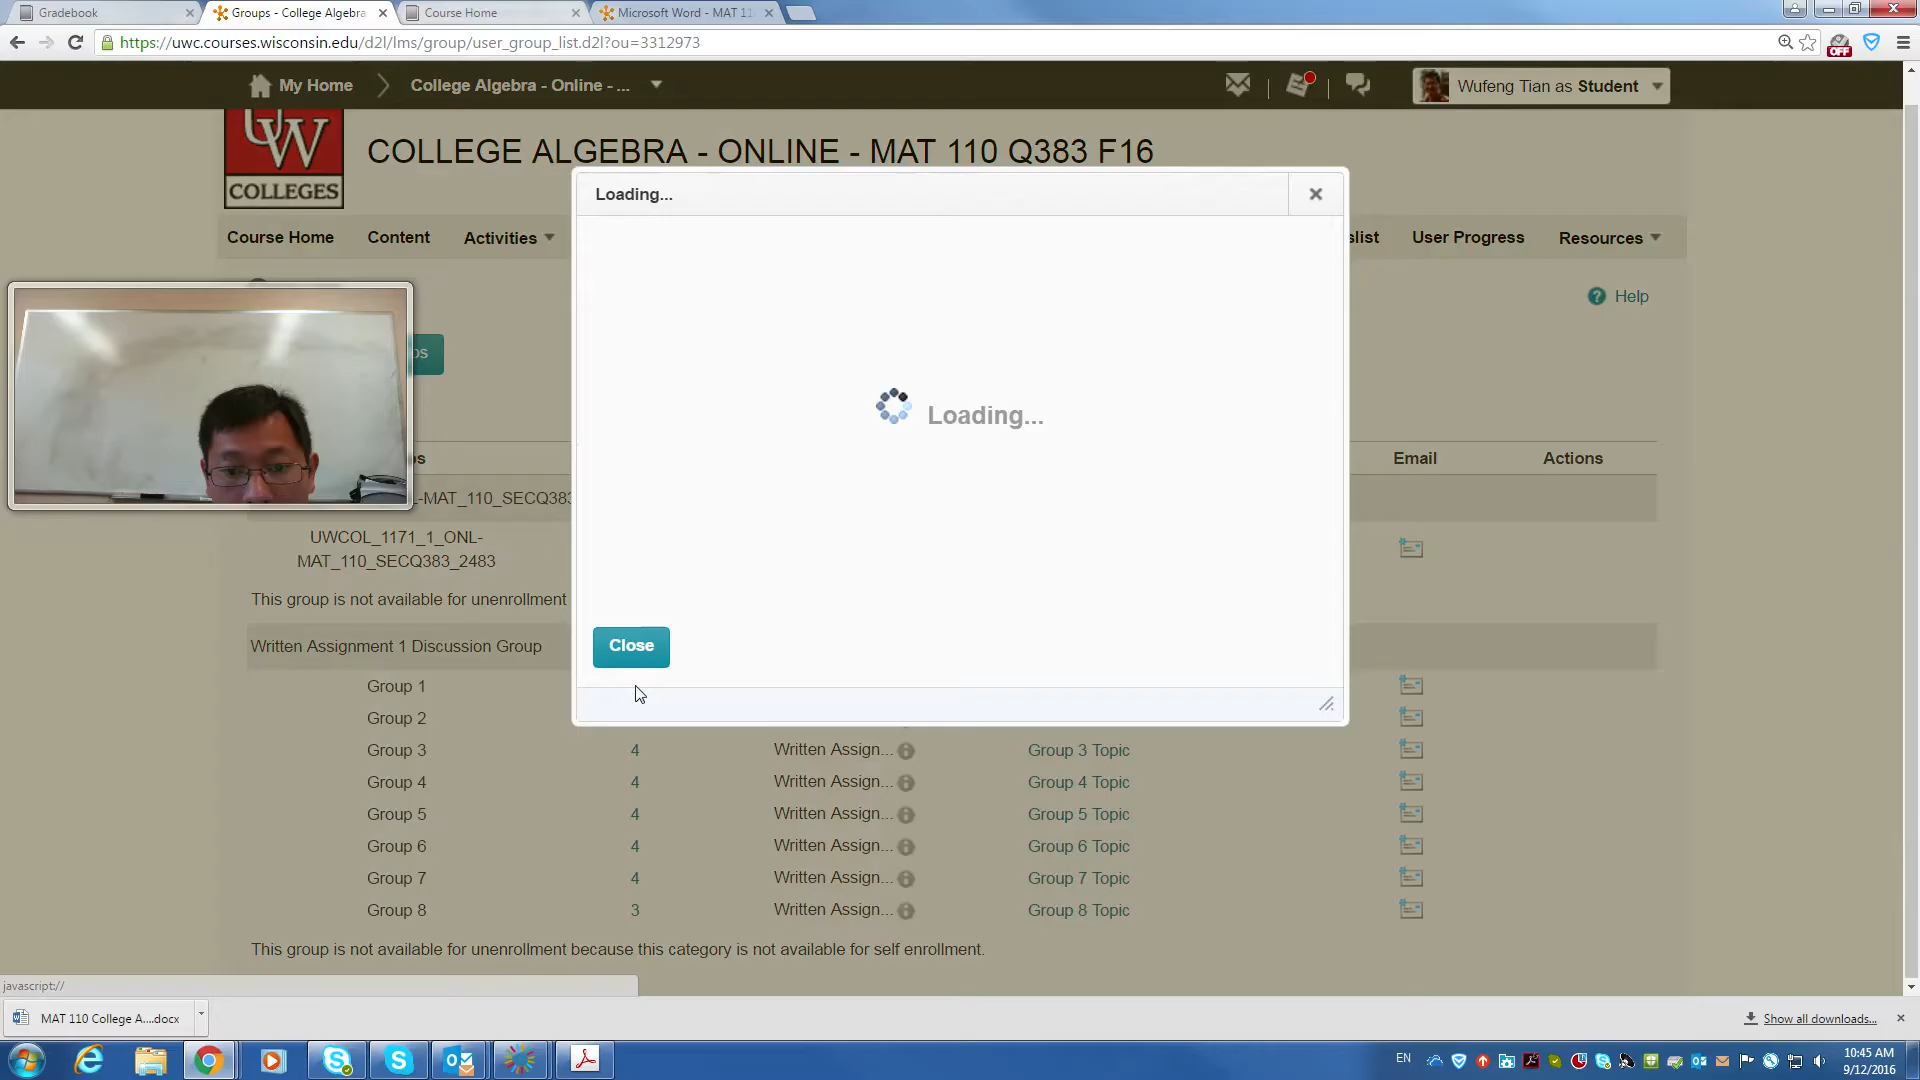 Gradebook
Groups - College Algebra
Course Home
Microsoft Word - MAT 11
https://uwc.courses.wisconsin.edu/d2l/lms/group/user_group_list.d2l?ou=3312973
OFF
My Home
College Algebra - Online - ...
Wufeng Tian as Student
UW
COLLEGES
COLLEGE ALGEBRA - ONLINE - MAT 110 Q383 F16
Loading...
Course Home
Content
Activities
slist
User Progress
Resources
Help
ps
Loading...
ps
Email
Actions
L-MAT_110_SECQ383
UWCOL_1171_1_ONL-
MAT_110_SECQ383_2483
This group is not available for unenrollment
Close
Written Assignment 1 Discussion Group
Group 1
Group 2
Group 3 4 Written Assign... Group 3 Topic
Group 4 4 Written Assign... Group 4 Topic
Group 5 4 Written Assign... Group 5 Topic
Group 6 4 Written Assign... Group 6 Topic
Group 7 4 Written Assign... Group 7 Topic
Group 8 3 Written Assign... Group 8 Topic
This group is not available for unenrollment because this category is not available for self enrollment.
javascript://
MAT 110 College A....docx
Show all downloads...
EN
10:45 AM
9/12/2016